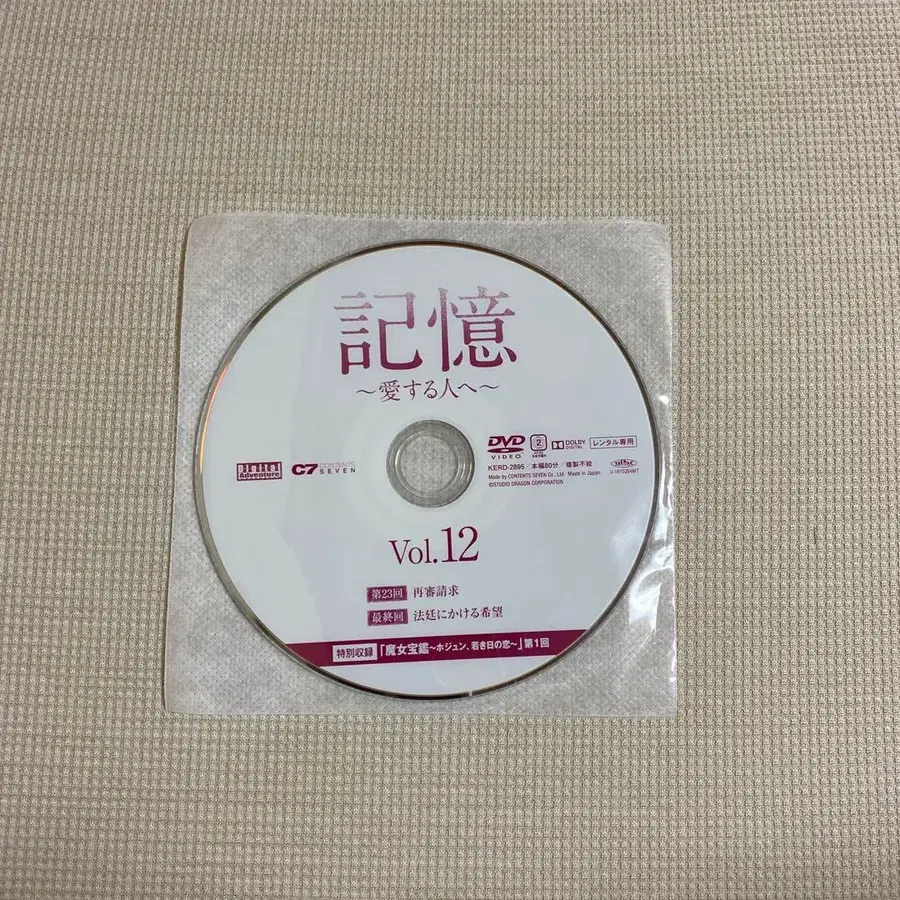 記憶
～愛する人へ～
Digital Adventure
C7 CONTENTS SEVEN
DVD VIDEO
2
DOLBY DIGITAL
レンタル専用
KERD-2895／本編80分／複製不能
Made by CONTENTS SEVEN Co., Ltd. Made in Japan.
©STUDIO DRAGON CORPORATION
Vol.12
第23回 再審請求
最終回 法廷にかける希望
特別収録 「魔女宝鑑～ホジュン、若き日の恋～」第1回